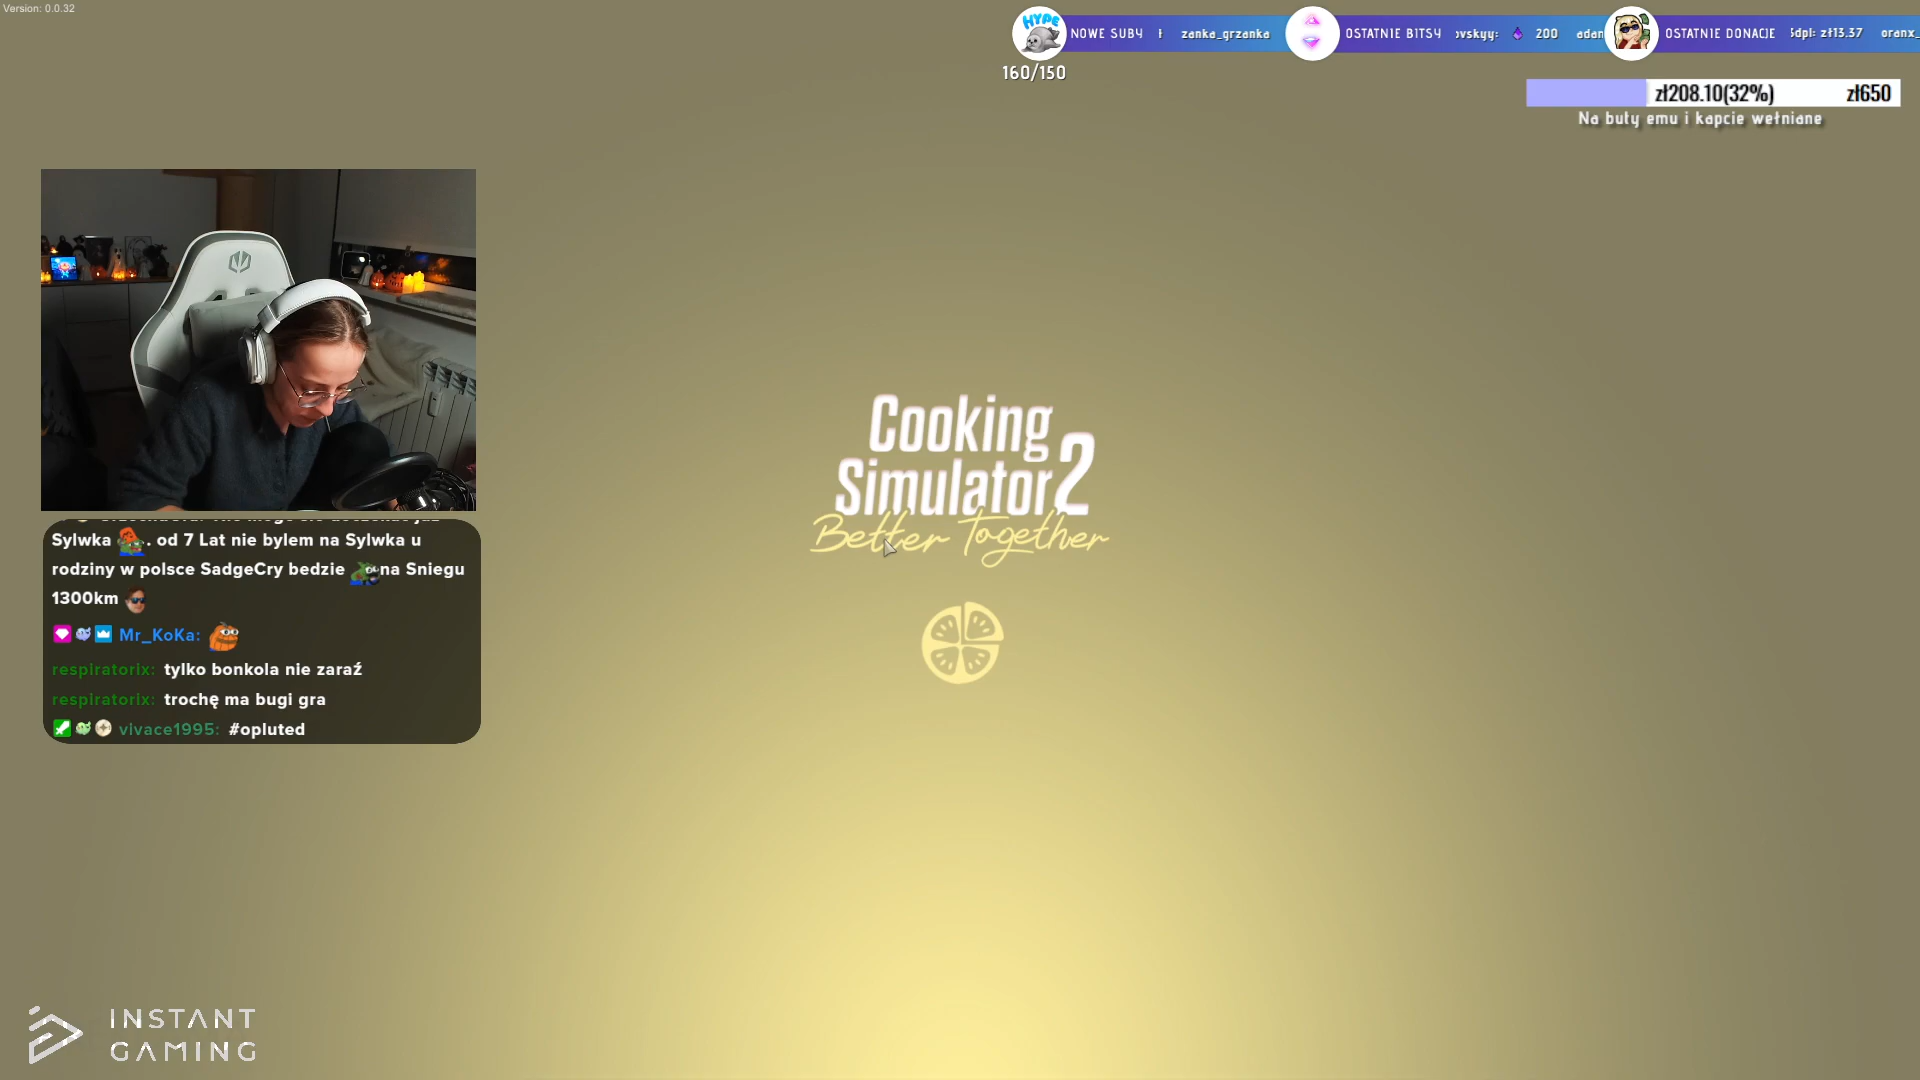 Version: 0.0.32
HYPE
NOWE SUBY
zanka_grzanka
OSTATNIE BITSY
200
OSTATNIE DONACJE
zł13.37
160/150
zł208.10(32%) zł650
Na buty emu i kapcie wełniane
Cooking
Simulator 2
Better Together
Sylwka . od 7 Lat nie bylem na Sylwka u
rodziny w polsce SadgeCry bedzie na Sniegu
1300km
Mr_KoKa:
respiratorix: tylko bonkola nie zaraź
respiratorix: trochę ma bugi gra
vivace1995: #opluted
INSTANT
GAMING